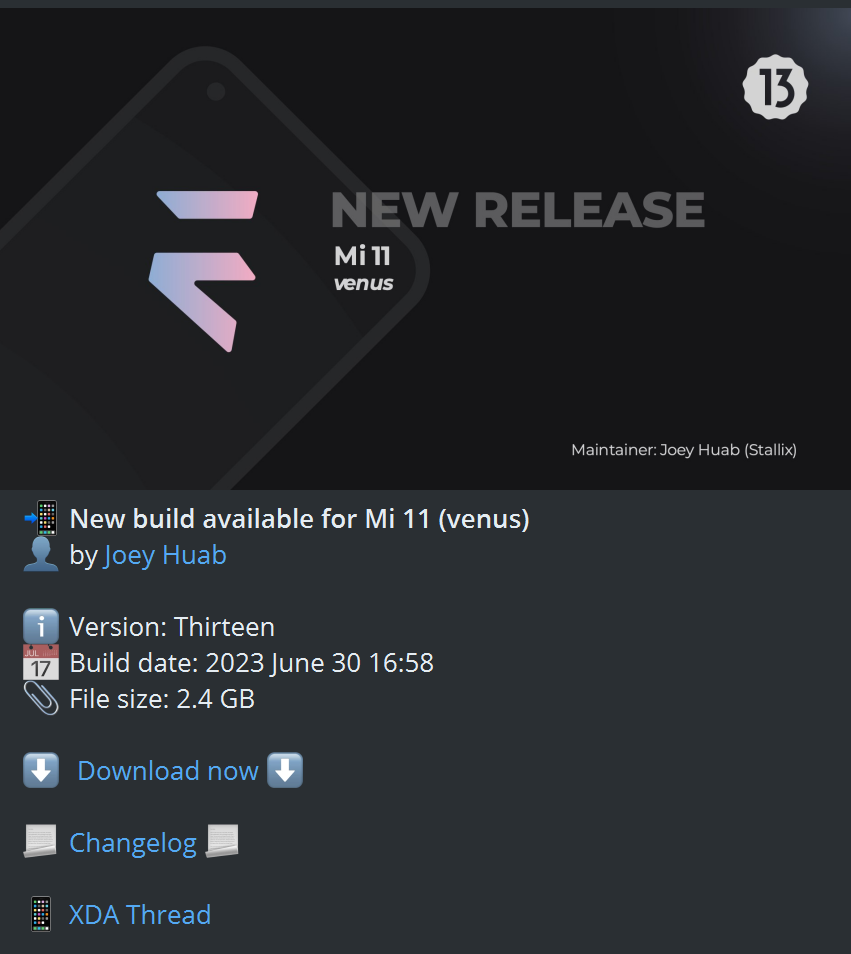 13
NEW RELEASE
Mi 11
venus
Maintainer: Joey Huab (Stallix)
New build available for Mi 11 (venus)
by Joey Huab
Version: Thirteen
JUL
17
Build date: 2023 June 30 16:58
File size: 2.4 GB
Download now
Changelog
XDA Thread